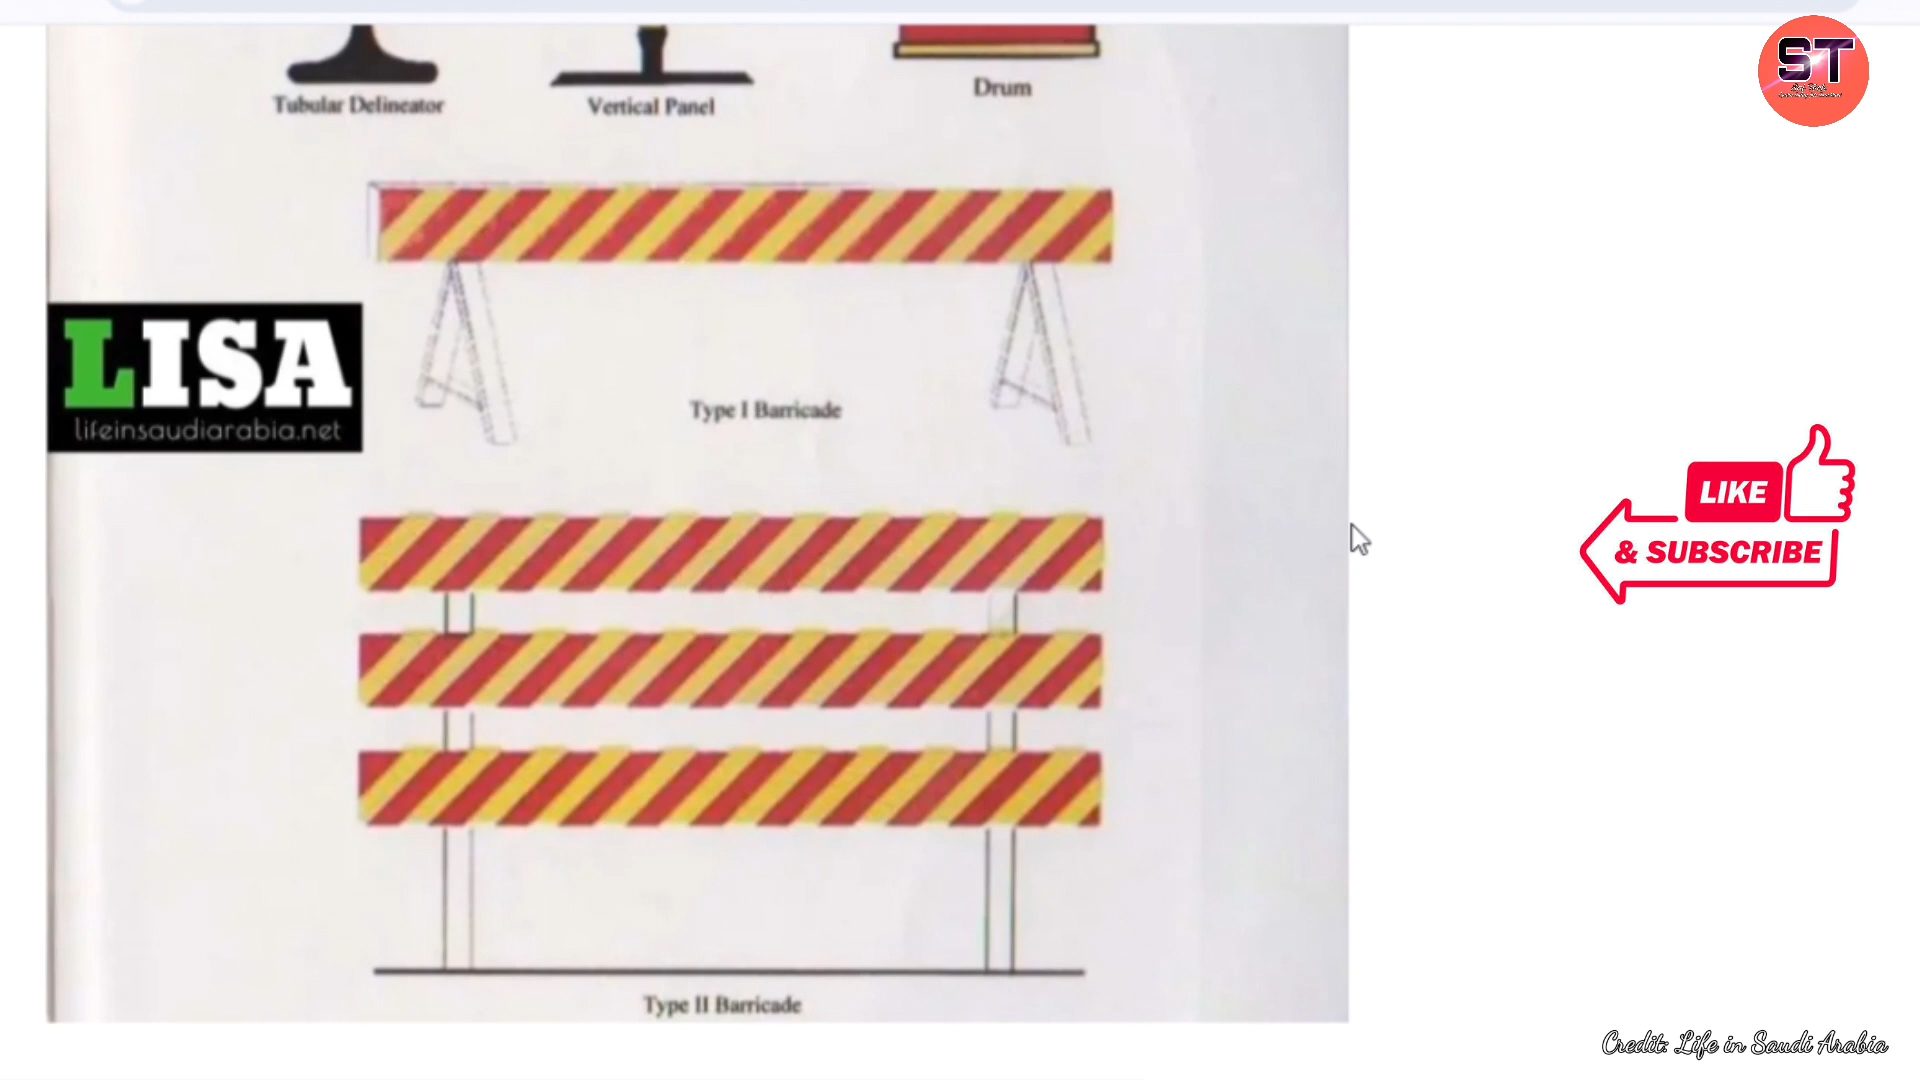 ST
Tubular Delineator
Vertical Panel
Drum
LISA
lifeinsaudiarabia.net
Type I Barricade
LIKE
& SUBSCRIBE
Type II Barricade
Credit: Life in Saudi Arabia